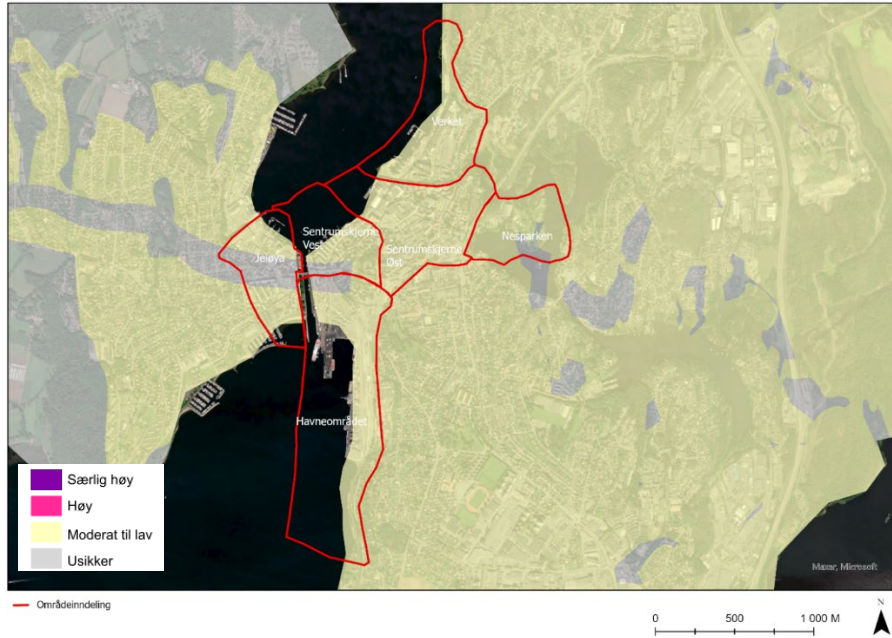 Verket
Sentrumskjerne
Vest
Sentrumskjerne
Øst
Nesparken
Jeløya
Havneområdet
Særlig høy
Høy
Moderat til lav
Usikker
Maxar, Microsoft
Områdeinndeling
0 500 1 000 M
N